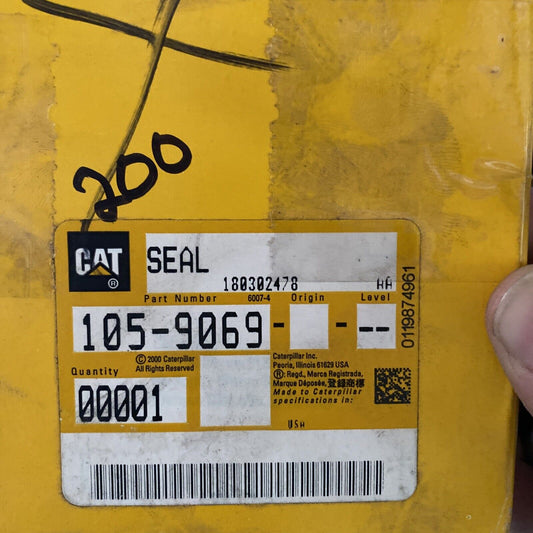 200
CAT ®
SEAL
180302478 AA
Part Number 6007-4 Origin Level
105-9069- - --
0119874961
© 2000 Caterpillar
All Rights Reserved
Quantity
00001
Caterpillar Inc.
Peoria, Illinois 61629 USA
®: Regd., Marca Registrada,
Marque Déposée, 登録商標
Made to Caterpillar
specifications in:
USA